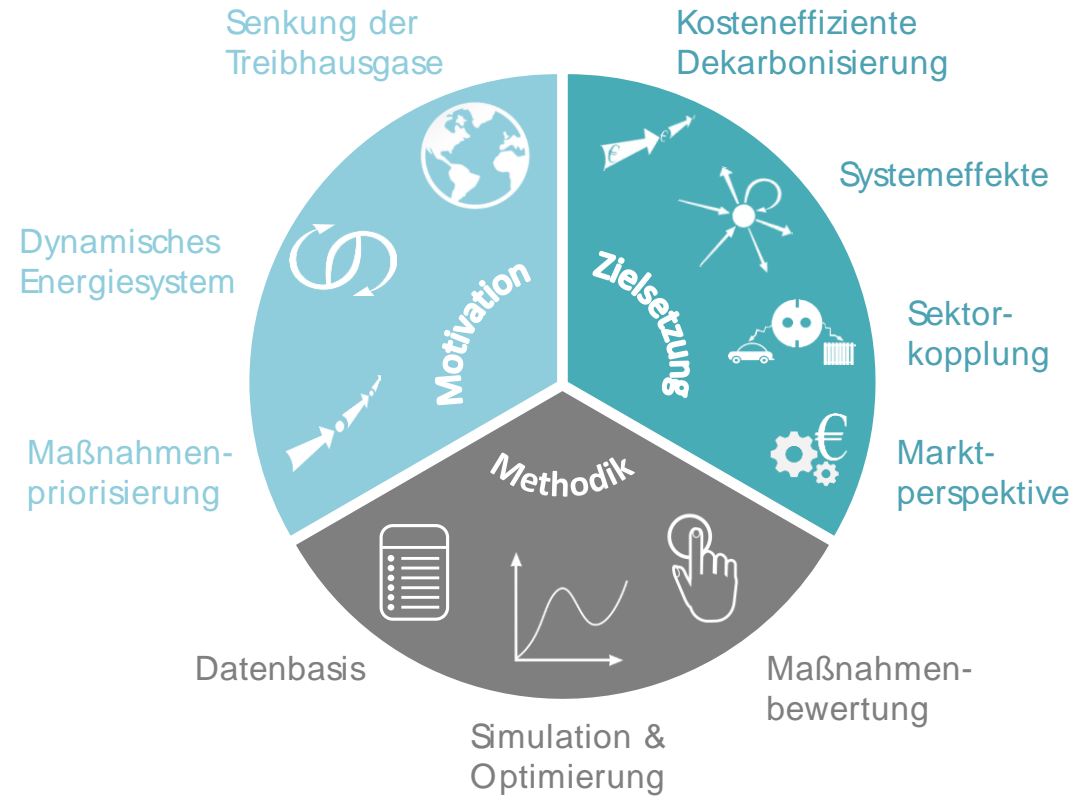 Senkung der
Treibhausgase
Kosteneffiziente
Dekarbonisierung
Systemeffekte
Dynamisches
Energiesystem
Motivation
Zielsetzung
Sektor-
kopplung
Maßnahmen-
priorisierung
Methodik
€
Markt-
perspektive
Datenbasis
Maßnahmen-
bewertung
Simulation &
Optimierung